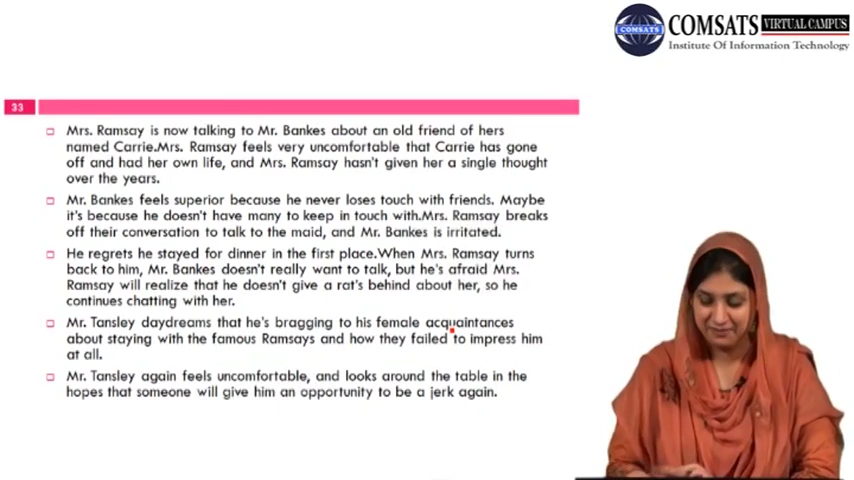 COMSATS
COMSATS VIRTUAL CAMPUS
Institute Of Information Technology
33
Mrs. Ramsay is now talking to Mr. Bankes about an old friend of hers
named Carrie.Mrs. Ramsay feels very uncomfortable that Carrie has gone
off and had her own life, and Mrs. Ramsay hasn't given her a single thought
over the years.
Mr. Bankes feels superior because he never loses touch with friends. Maybe
it's because he doesn't have many to keep in touch with.Mrs. Ramsay breaks
off their conversation to talk to the maid, and Mr. Bankes is irritated.
He regrets he stayed for dinner in the first place.When Mrs. Ramsay turns
back to him, Mr. Bankes doesn't really want to talk, but he's afraid Mrs.
Ramsay will realize that he doesn't give a rat's behind about her, so he
continues chatting with her.
Mr. Tansley daydreams that he's bragging to his female acquaintances
about staying with the famous Ramsays and how they failed to impress him
at all.
Mr. Tansley again feels uncomfortable, and looks around the table in the
hopes that someone will give him an opportunity to be a jerk again.